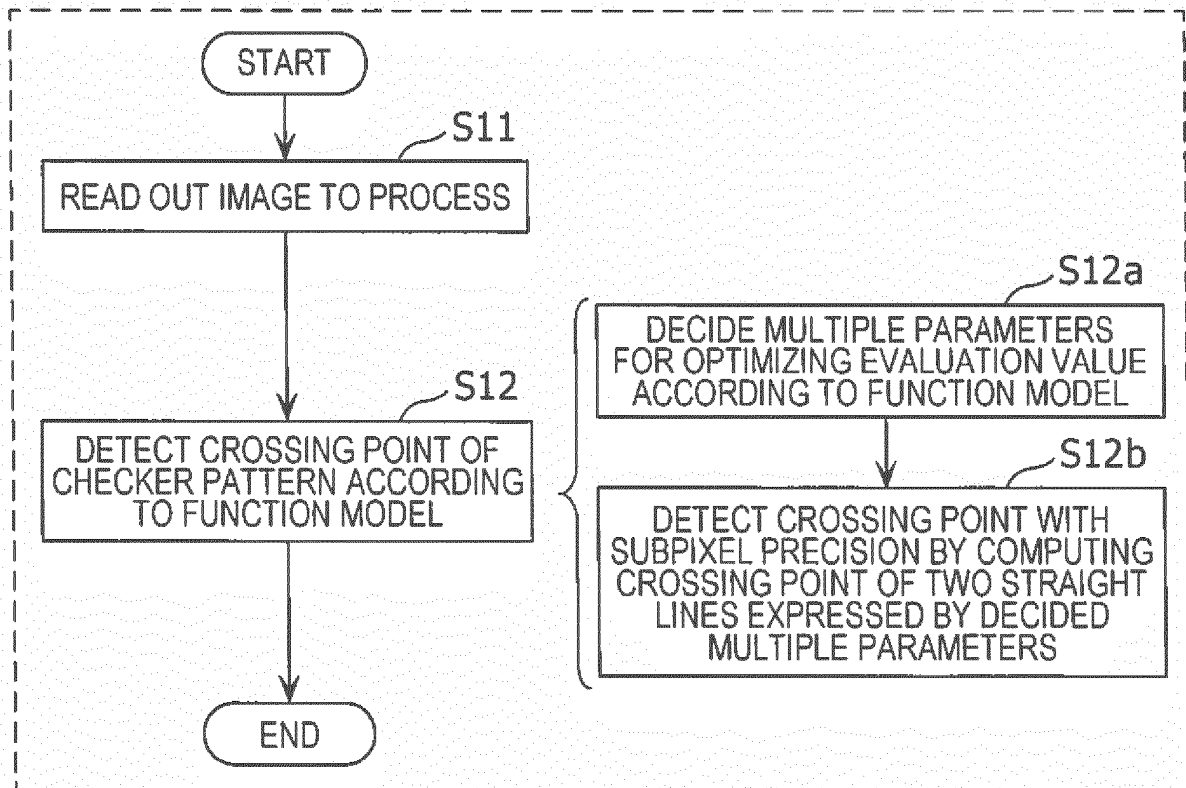 START
S11
READ OUT IMAGE TO PROCESS
S12
DETECT CROSSING POINT OF
CHECKER PATTERN ACCORDING
TO FUNCTION MODEL
END
S12a
DECIDE MULTIPLE PARAMETERS
FOR OPTIMIZING EVALUATION VALUE
ACCORDING TO FUNCTION MODEL
S12b
DETECT CROSSING POINT WITH
SUBPIXEL PRECISION BY COMPUTING
CROSSING POINT OF TWO STRAIGHT
LINES EXPRESSED BY DECIDED
MULTIPLE PARAMETERS